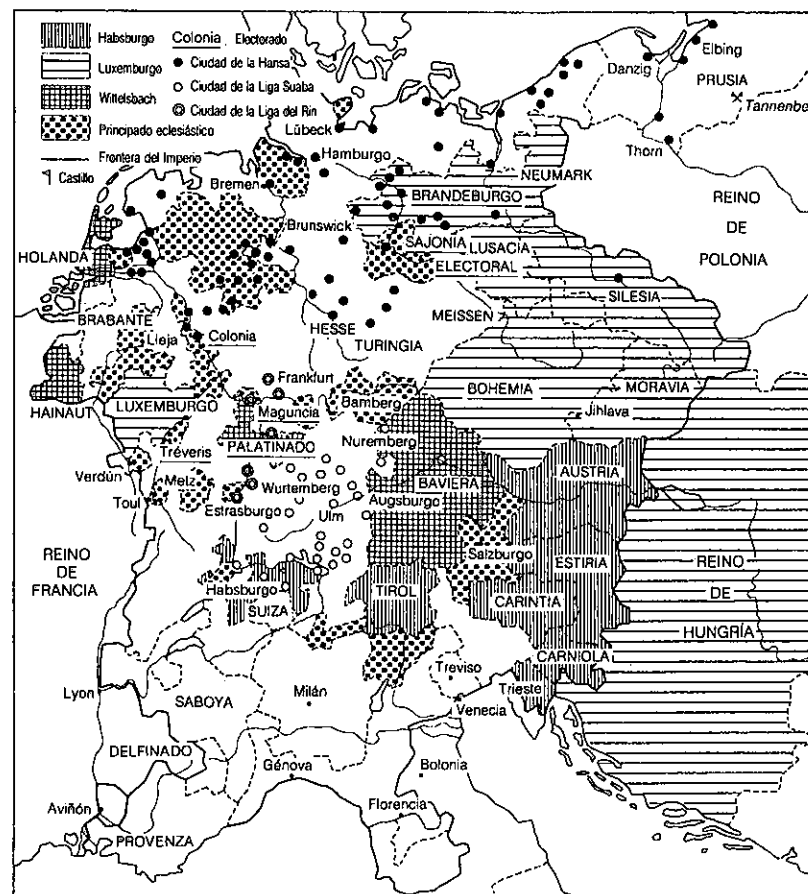 Habsburgo
Luxemburgo
Wittelsbach
Principado eclesiástico
Frontera del Imperio
Castillo
Colonia Electorado
Ciudad de la Hansa
Ciudad de la Liga Suaba
Ciudad de la Liga del Rin
Elbing
Danzig
PRUSIA
Tannenbe
Thorn
Lübeck
Hamburgo
NEUMARK
Bremen
BRANDEBURGO
REINO
DE
POLONIA
Brunswick
SAJONIA
LUSACIA
HOLANDA
ELECTORAL
SILESIA
BRABANTE
MEISSEN
HESSE
TURINGIA
Lieja
Colonia
Frankfurt
BOHEMIA
MORAVIA
HAINAUT
LUXEMBURGO
Maguncia
Bamberg
Jihlava
Tréveris
PALATINADO
Nuremberg
AUSTRIA
Verdún
Metz
Wurtemberg
BAVIERA
Toul
Estrasburgo
Augsburgo
Ulm
REINO
DE
FRANCIA
Salzburgo
ESTIRIA
REINO
DE
HUNGRÍA
Habsburgo
SUIZA
TIROL
CARINTIA
CARNIOLA
Treviso
Trieste
Lyon
SABOYA
Milán
Venecia
DELFINADO
Génova
Bolonia
Aviñón
Florencia
PROVENZA